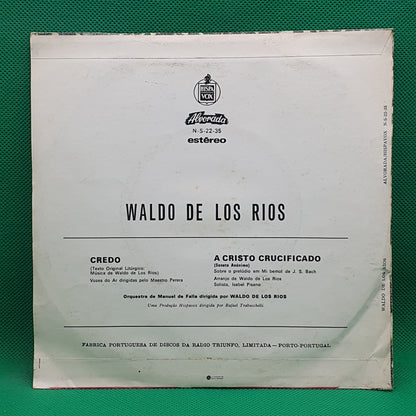 HISPA
VOX
Alvorada
N-S-22-35
estéreo
WALDO DE LOS RIOS
CREDO
(Texto Original Litúrgico:
Música de Waldo de Los Rios)
Voces do Ar dirigidas pelo Maestro Perera
A CRISTO CRUCIFICADO
(Soneto Anónimo)
Sobre o prelúdio em Mi bemol de J. S. Bach
Arranjo de Waldo de Los Rios
Solista, Isabel Pisano
Orquestra de Manuel de Falla dirigida por WALDO DE LOS RIOS
Uma Produção Hispavox dirigida por Rafael Trabucchelli
FABRICA PORTUGUESA DE DISCOS DA RADIO TRIUNFO, LIMITADA — PORTO-PORTUGAL
ALVORADA/HISPAVOX N-S-22-35
WALDO DE LOS RIOS